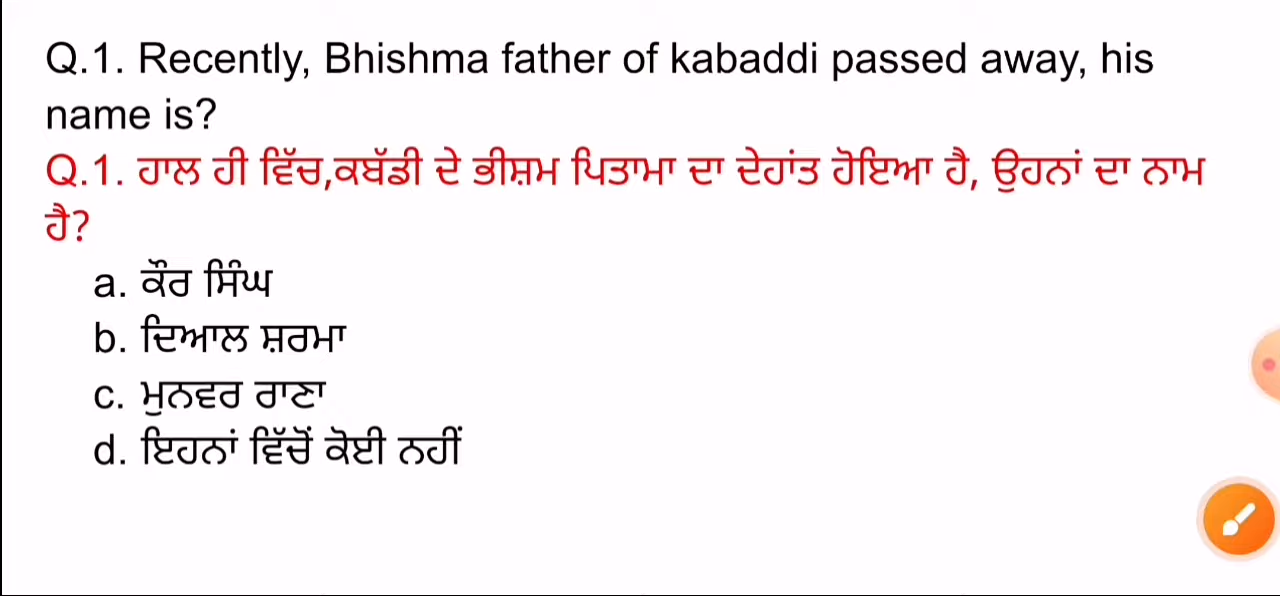 Q.1. Recently, Bhishma father of kabaddi passed away, his
name is?
Q.1. ਹਾਲ ਹੀ ਵਿੱਚ,ਕਬੱਡੀ ਦੇ ਭੀਸ਼ਮ ਪਿਤਾਮਾ ਦਾ ਦੇਹਾਂਤ ਹੋਇਆ ਹੈ, ਉਹਨਾਂ ਦਾ ਨਾਮ
ਹੈ?
a. ਕੌਰ ਸਿੰਘ
b. ਦਿਆਲ ਸ਼ਰਮਾ
c. ਮੁਨਵਰ ਰਾਣਾ
d. ਇਹਨਾਂ ਵਿੱਚੋਂ ਕੋਈ ਨਹੀਂ